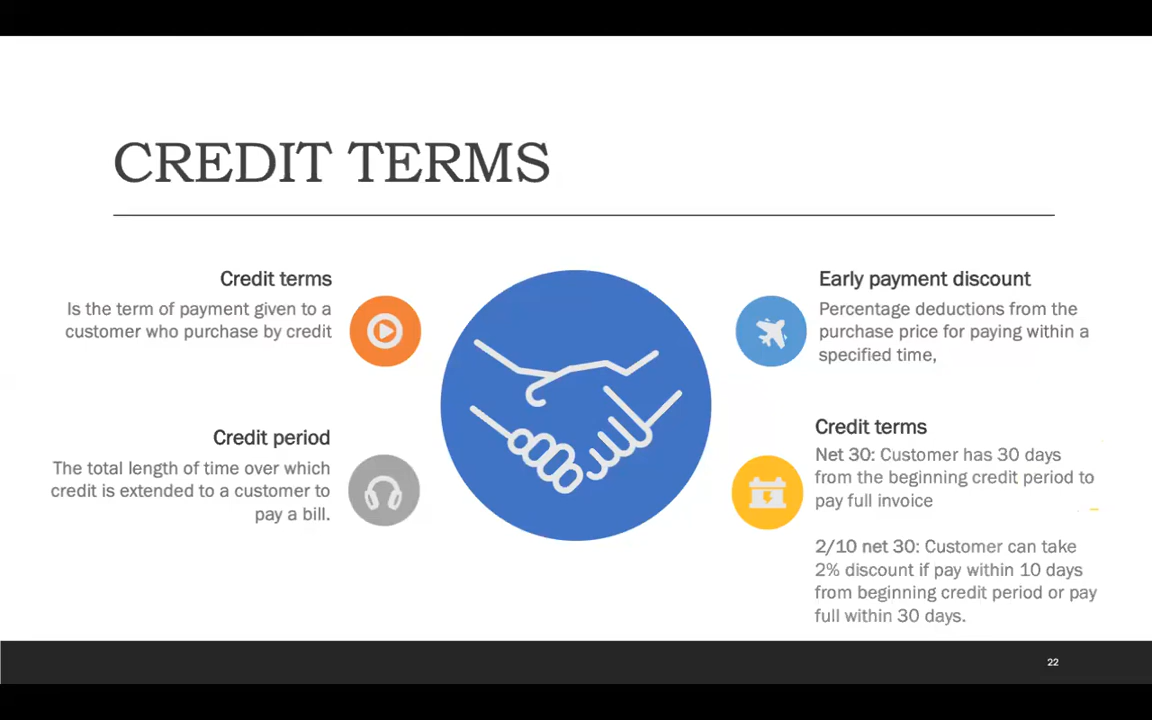 CREDIT TERMS
Credit terms
Is the term of payment given to a
customer who purchase by credit
Credit period
The total length of time over which
credit is extended to a customer to
pay a bill.
Early payment discount
Percentage deductions from the
purchase price for paying within a
specified time,
Credit terms
Net 30: Customer has 30 days
from the beginning credit period to
pay full invoice
2/10 net 30: Customer can take
2% discount if pay within 10 days
from beginning credit period or pay
full within 30 days.
22